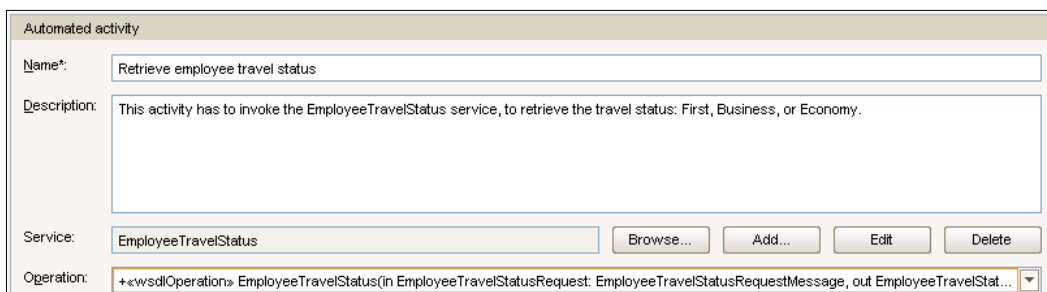 Automated activity
Name*: Retrieve employee travel status
Description: This activity has to invoke the EmployeeTravelStatus service, to retrieve the travel status: First, Business, or Economy.
Service: EmployeeTravelStatus Browse... Add... Edit Delete
Operation: +«wsdlOperation» EmployeeTravelStatus(in EmployeeTravelStatusRequest: EmployeeTravelStatusRequestMessage, out EmployeeTravelStat...